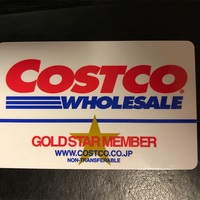 COSTCO®
WHOLESALE
GOLD STAR MEMBER
WWW.COSTCO.CO.JP
NON-TRANSFERABLE